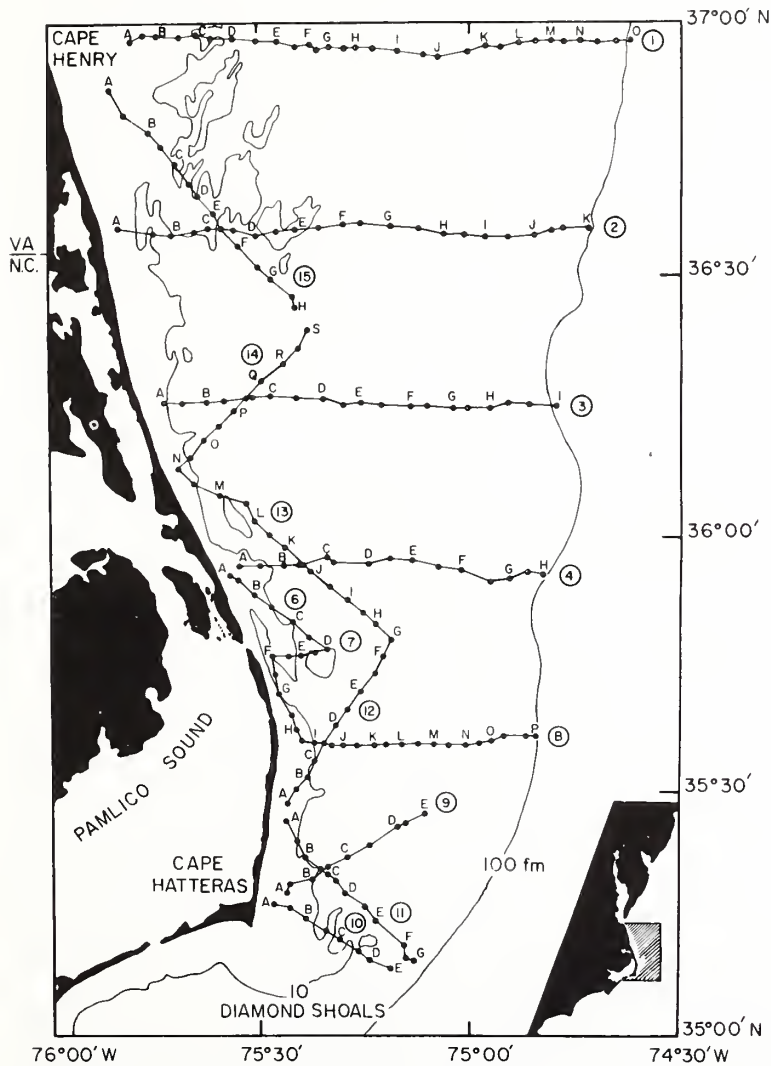 37°00' N
CAPE
HENRY
A B C D E F G H I J K L M N O 1
A B C D E F G H 15
A B C D E F G H I J K 2
VA
N.C.
36°30'
S R Q P O N 14
A B C D E F G H I 3
M L K J I H G 13
36°00'
A B C D E F G H 4
A B C D 6
F E 7
F E D C B A 12
G H I J K L M N O P 8
35°30'
PAMLICO SOUND
A B C D E 9
A B C D E F G 11
CAPE
HATTERAS
100 fm
A B C D E 10
10
DIAMOND SHOALS
35°00' N
76°00' W 75°30' 75°00' 74°30' W